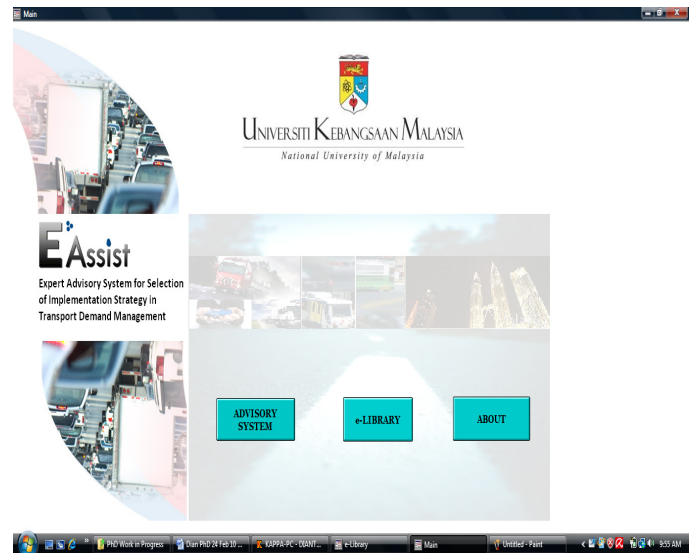 Main
UNIVERSITI KEBANGSAAN MALAYSIA
National University of Malaysia
E Assist
Expert Advisory System for Selection
of Implementation Strategy in
Transport Demand Management
ADVISORY
SYSTEM
e-LIBRARY
ABOUT
PhD Work in Progress
Dian PhD 24 Feb 10 ...
KAPPA-PC - DIANT...
e-Library
Main
Untitled - Paint
9:55 AM